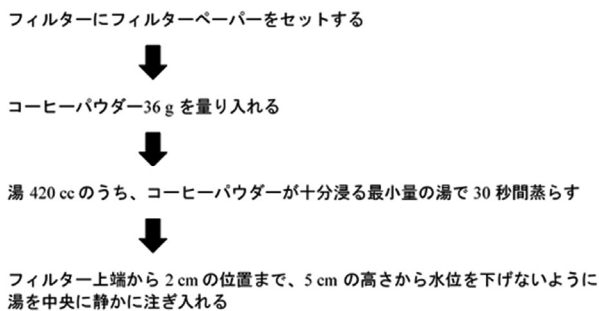 フィルターにフィルターペーパーをセットする
コーヒーパウダー36 g を量り入れる
湯 420 cc のうち、コーヒーパウダーが十分浸る最小量の湯で 30 秒間蒸らす
フィルター上端から 2 cm の位置まで、5 cm の高さから水位を下げないように
湯を中央に静かに注ぎ入れる